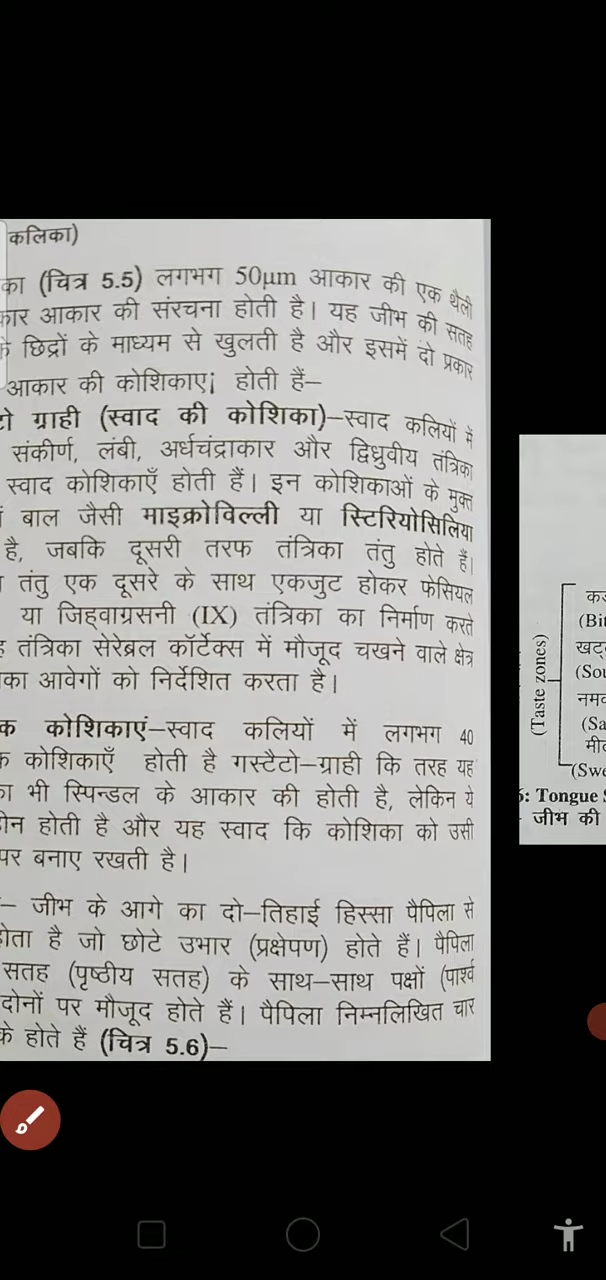 कलिका)
का (चित्र 5.5) लगभग 50μm आकार की एक थैली
कार आकार की संरचना होती है। यह जीभ की सतह
के छिद्रों के माध्यम से खुलती है और इसमें दो प्रकार
आकार की कोशिकाए¡ होती हैं–
टो ग्राही (स्वाद की कोशिका)–स्वाद कलियों में
संकीर्ण, लंबी, अर्धचंद्राकार और द्विध्रुवीय तंत्रिका
स्वाद कोशिकाएँ होती हैं। इन कोशिकाओं के मुक्त
बाल जैसी माइक्रोविल्ली या स्टिरियोसिलिया
है, जबकि दूसरी तरफ तंत्रिका तंतु होते हैं।
तंतु एक दूसरे के साथ एकजुट होकर फेसियल
या जिह्वाग्रसनी (IX) तंत्रिका का निर्माण करते
तंत्रिका सेरेब्रल कॉर्टेक्स में मौजूद चखने वाले क्षेत्र
का आवेगों को निर्देशित करता है।
क कोशिकाएं–स्वाद कलियों में लगभग 40
क कोशिकाएँ होती है गस्टैटो–ग्राही कि तरह यह
भी स्पिन्डल के आकार की होती है, लेकिन ये
हीन होती है और यह स्वाद कि कोशिका को उसी
पर बनाए रखती है।
– जीभ के आगे का दो–तिहाई हिस्सा पैपिला से
होता है जो छोटे उभार (प्रक्षेपण) होते हैं। पैपिला
सतह (पृष्ठीय सतह) के साथ–साथ पक्षों (पार्श्व
दोनों पर मौजूद होते हैं। पैपिला निम्नलिखित चार
के होते हैं (चित्र 5.6)–
(Taste zones)
(Bit
खट्
(Sou
नमक
(Sa
मी
(Swe
: Tongue S
जीभ की